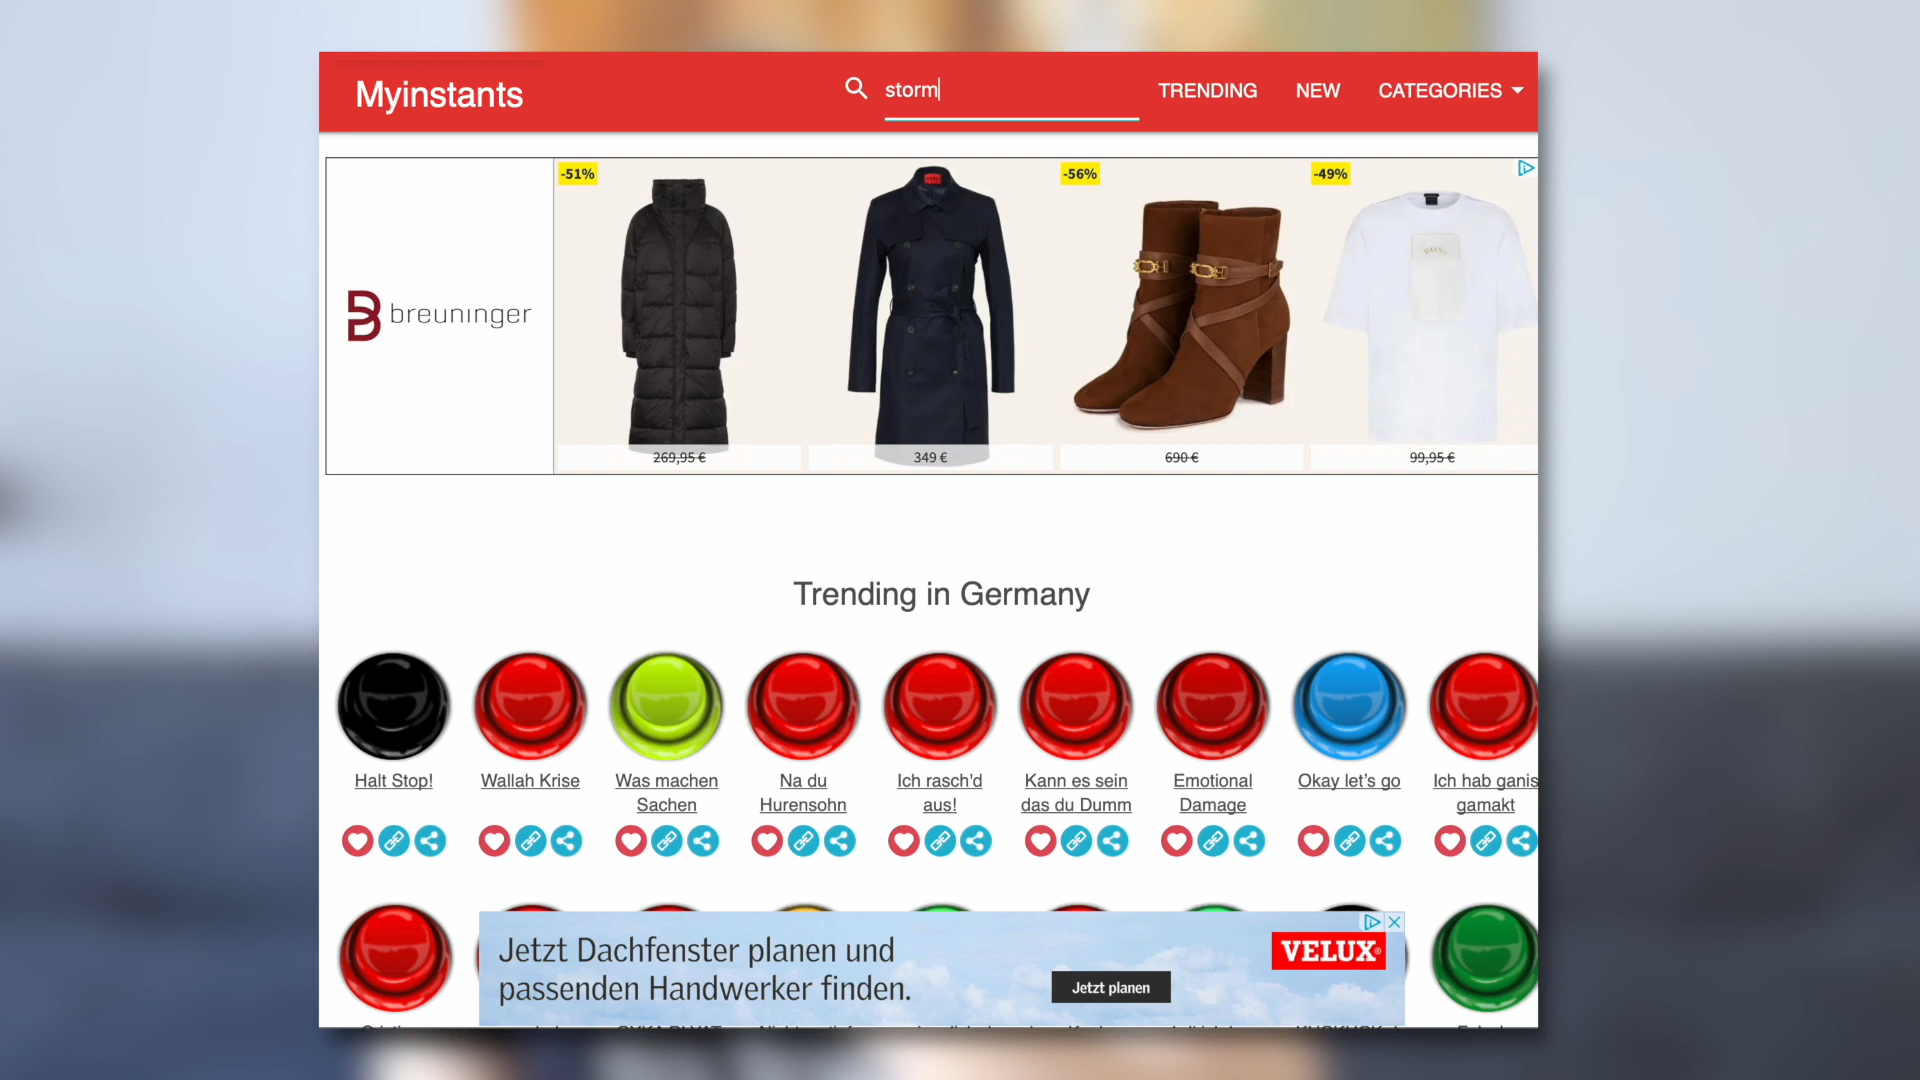 Myinstants
storm
TRENDING
NEW
CATEGORIES
-51%
-56%
-49%
breuninger
BOSS
269,95 €
349 €
690 €
99,95 €
Trending in Germany
Halt Stop!
Wallah Krise
Was machen
Sachen
Na du
Hurensohn
Ich rasch'd
aus!
Kann es sein
das du Dumm
Emotional
Damage
Okay let's go
Ich hab ganis
gamakt
Jetzt Dachfenster planen und
passenden Handwerker finden.
Jetzt planen
VELUX®